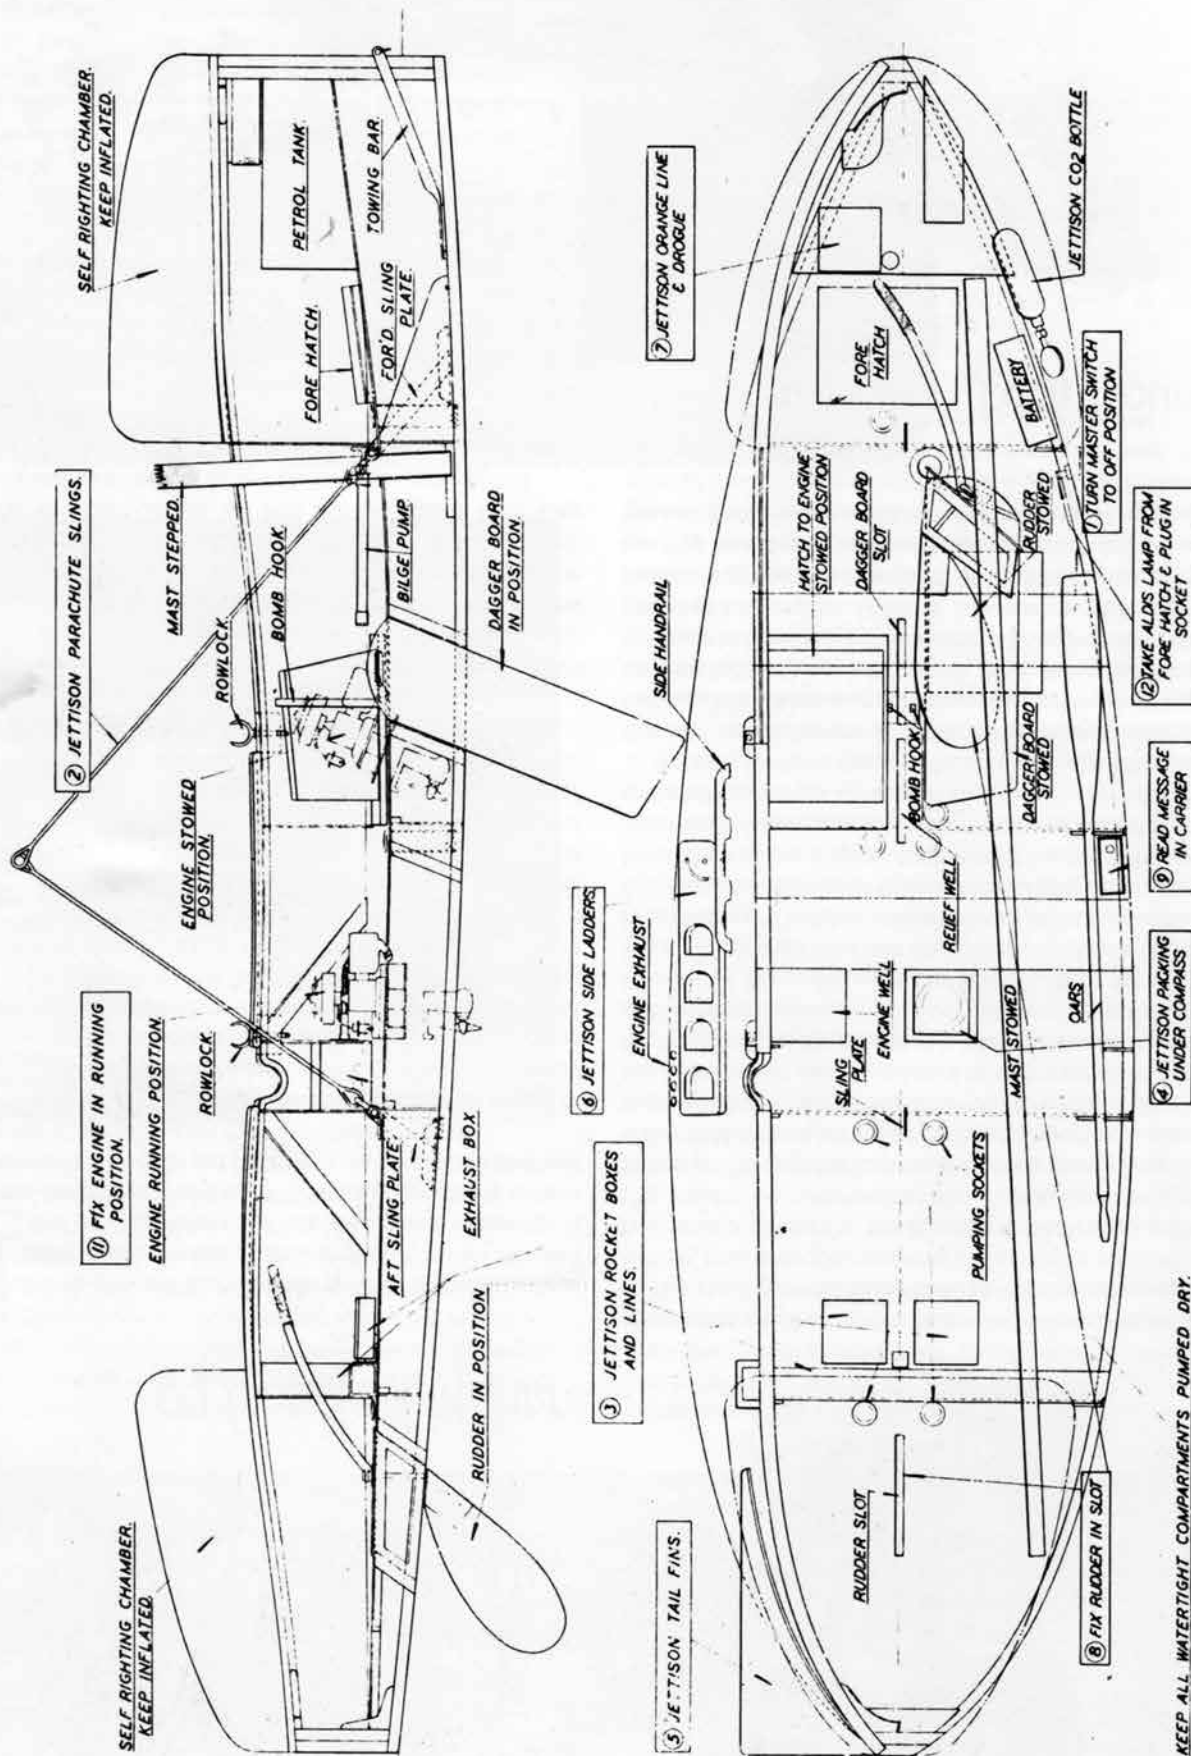 SELF RIGHTING CHAMBER.
KEEP INFLATED.
PETROL TANK.
TOWING BAR.
FORE HATCH.
FOR'D SLING
PLATE.
② JETTISON PARACHUTE SLINGS.
MAST STEPPED.
ROWLOCK.
BOMB HOOK
BILGE PUMP.
DAGGER BOARD
IN POSITION.
ENGINE STOWED
POSITION.
⑪ FIX ENGINE IN RUNNING
POSITION.
ENGINE RUNNING POSITION.
ROWLOCK
AFT SLING PLATE
EXHAUST BOX
RUDDER IN POSITION
SELF RIGHTING CHAMBER.
KEEP INFLATED.
⑦ JETTISON ORANGE LINE
& DROGUE
FORE
HATCH
BATTERY
JETTISON CO2 BOTTLE
① TURN MASTER SWITCH
TO OFF POSITION
HATCH TO ENGINE
STOWED POSITION
DAGGER BOARD
SLOT
RUDDER
STOWED
⑫ TAKE ALDIS LAMP FROM
FORE HATCH & PLUG IN
SOCKET
SIDE HANDRAIL
BOMB HOOK
DAGGER BOARD
STOWED
⑨ READ MESSAGE
IN CARRIER
⑥ JETTISON SIDE LADDERS
ENGINE EXHAUST
RELIEF WELL
ENGINE WELL
SLING
PLATE
MAST STOWED
OARS
④ JETTISON PACKING
UNDER COMPASS
③ JETTISON ROCKET BOXES
AND LINES.
PUMPING SOCKETS
⑤ JETTISON TAIL FINS.
RUDDER SLOT
⑧ FIX RUDDER IN SLOT
KEEP ALL WATERTIGHT COMPARTMENTS PUMPED DRY.